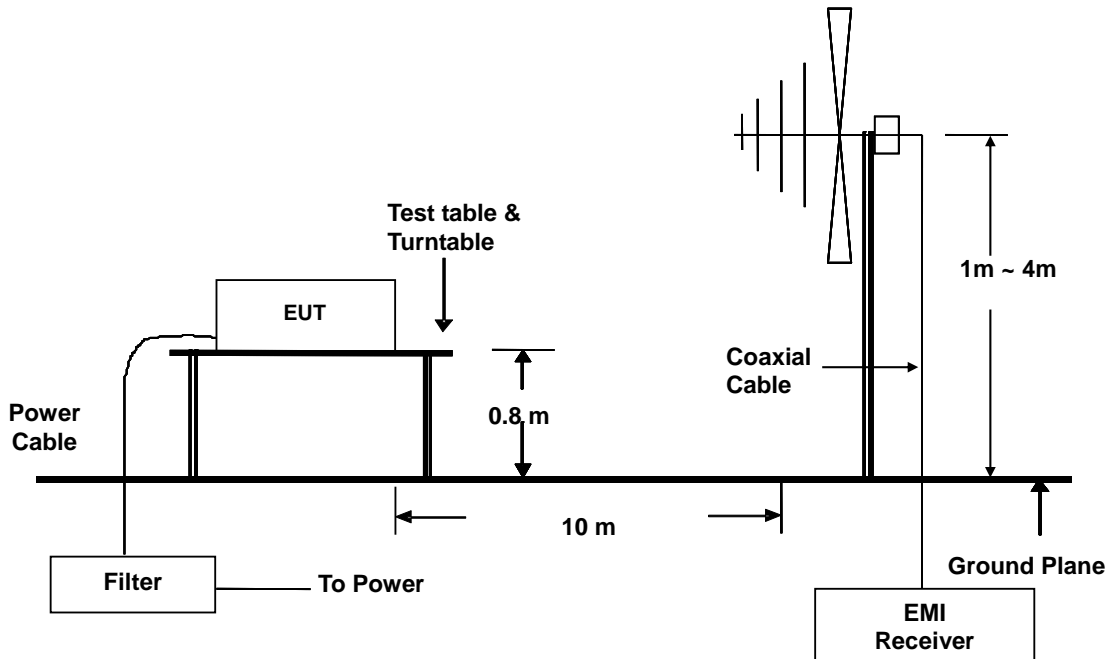 Test table &
Turntable
EUT
1m ~ 4m
Coaxial
Cable
0.8 m
Power
Cable
10 m
Ground Plane
Filter
To Power
EMI
Receiver